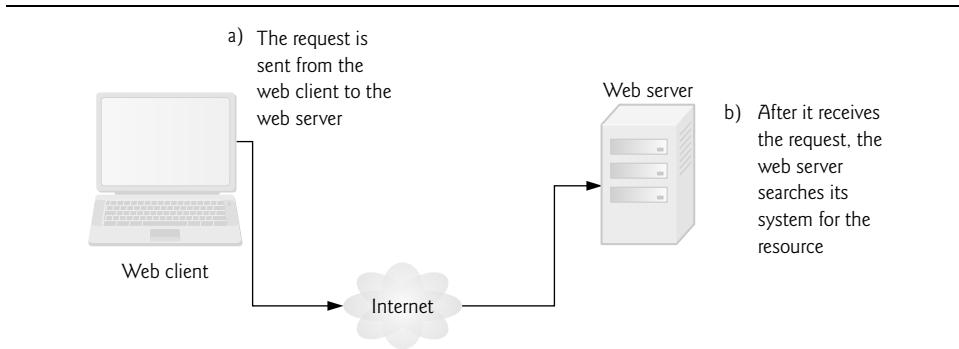 a) The request is
sent from the
web client to the
web server
Web server
b) After it receives
the request, the
web server
searches its
system for the
resource
Web client
Internet